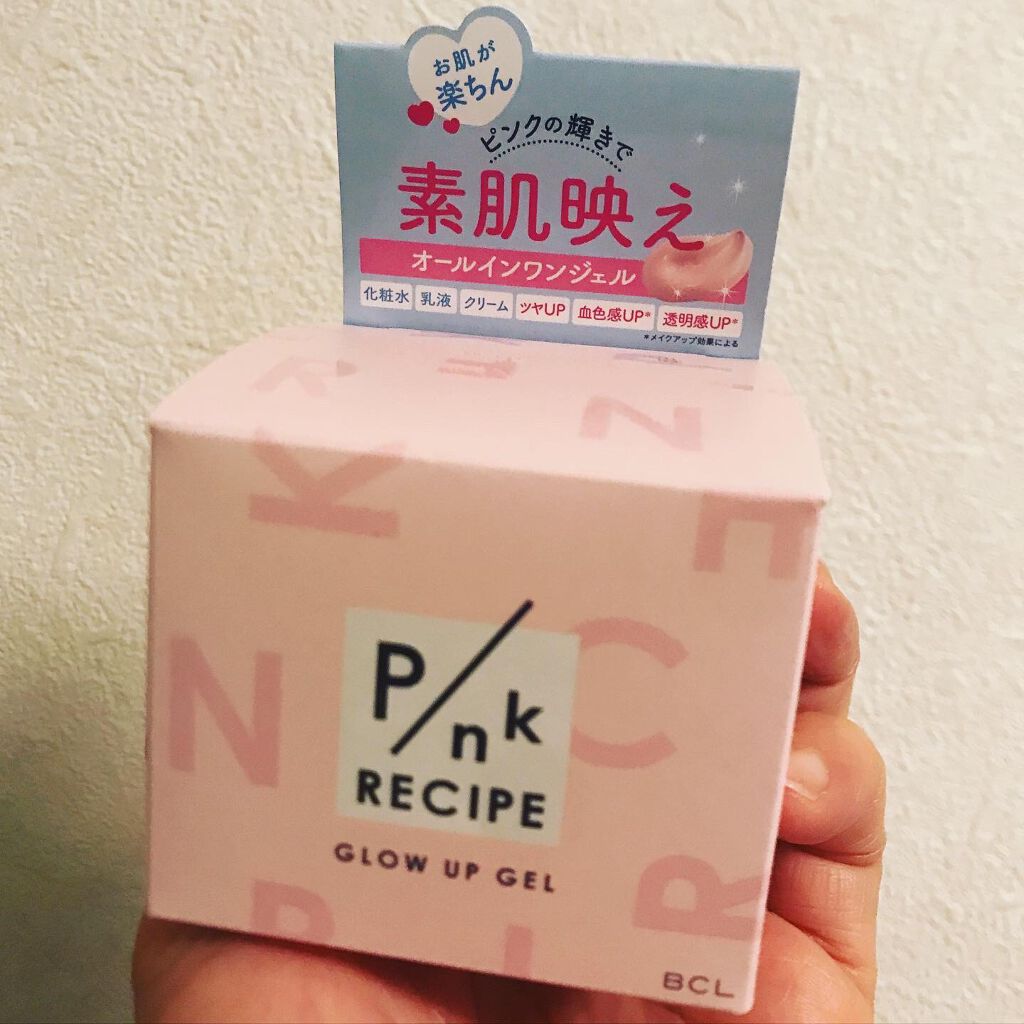 お肌が
楽ちん
ピンクの輝きで
素肌映え
オールインワンジェル
化粧水 乳液 クリーム ツヤUP 血色感UP* 透明感UP*
*メイクアップ効果による
P/nk
RECIPE
GLOW UP GEL
BCL